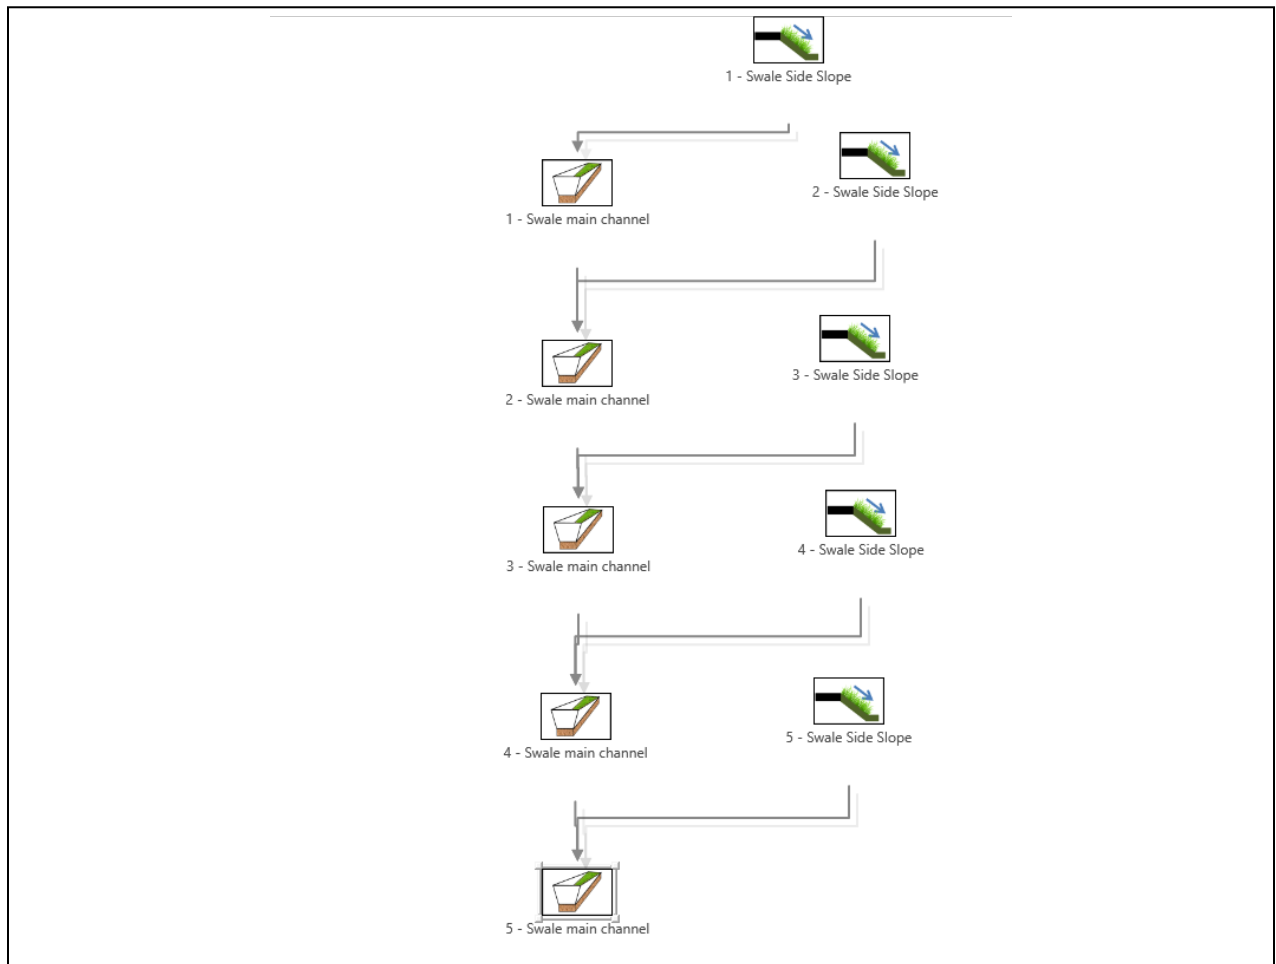 1 - Swale Side Slope
1 - Swale main channel
2 - Swale Side Slope
2 - Swale main channel
3 - Swale Side Slope
3 - Swale main channel
4 - Swale Side Slope
4 - Swale main channel
5 - Swale Side Slope
5 - Swale main channel